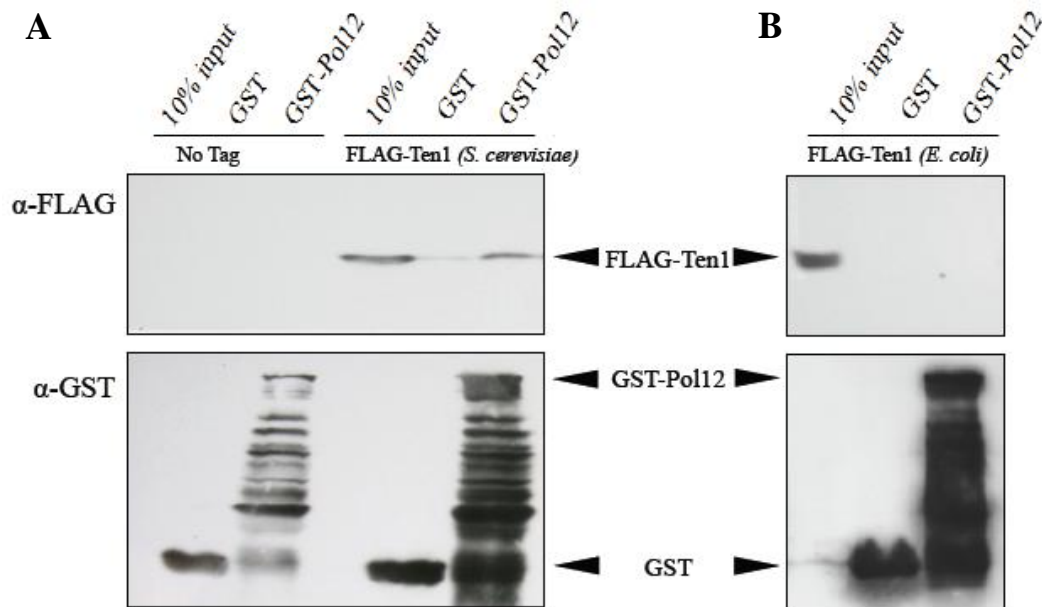 A
B
10% input
GST
GST-Pol12
10% input
GST
GST-Pol12
10% input
GST
GST-Pol12
No Tag
FLAG-Ten1 (S. cerevisiae)
FLAG-Ten1 (E. coli)
α-FLAG
FLAG-Ten1
α-GST
GST-Pol12
GST